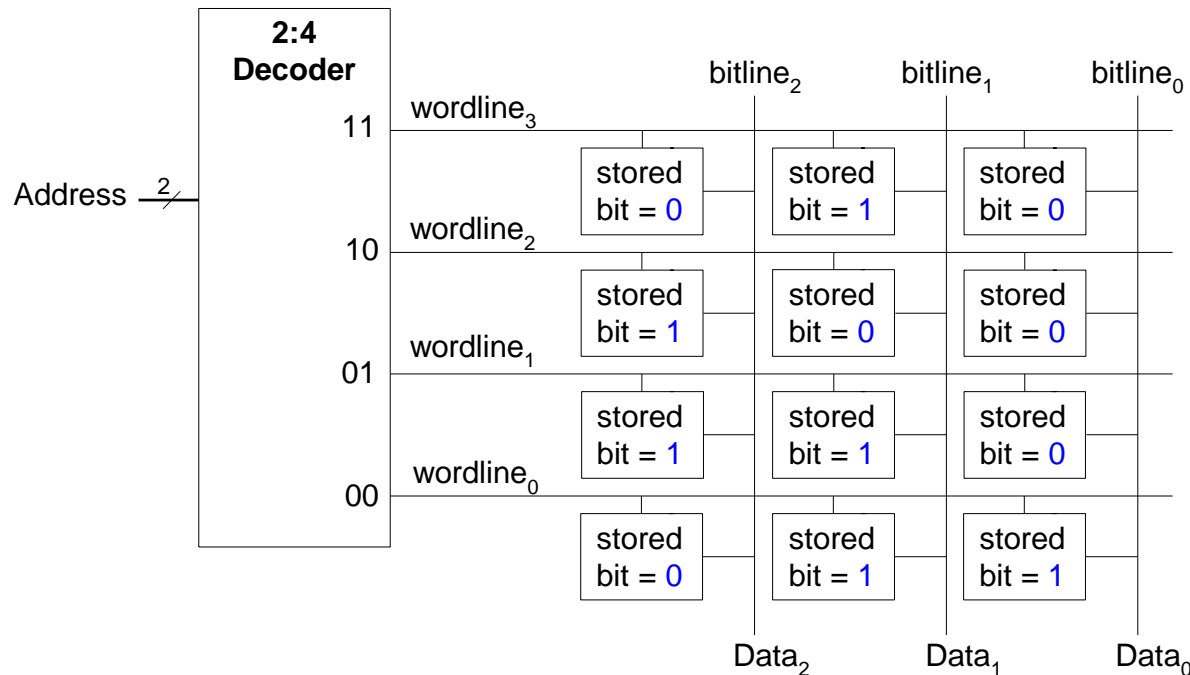 2:4
Decoder
bitline₂ bitline₁ bitline₀
wordline₃
11
stored stored stored
bit = 0 bit = 1 bit = 0
Address 2
wordline₂
10
stored stored stored
bit = 1 bit = 0 bit = 0
wordline₁
01
stored stored stored
bit = 1 bit = 1 bit = 0
wordline₀
00
stored stored stored
bit = 0 bit = 1 bit = 1
Data₂ Data₁ Data₀